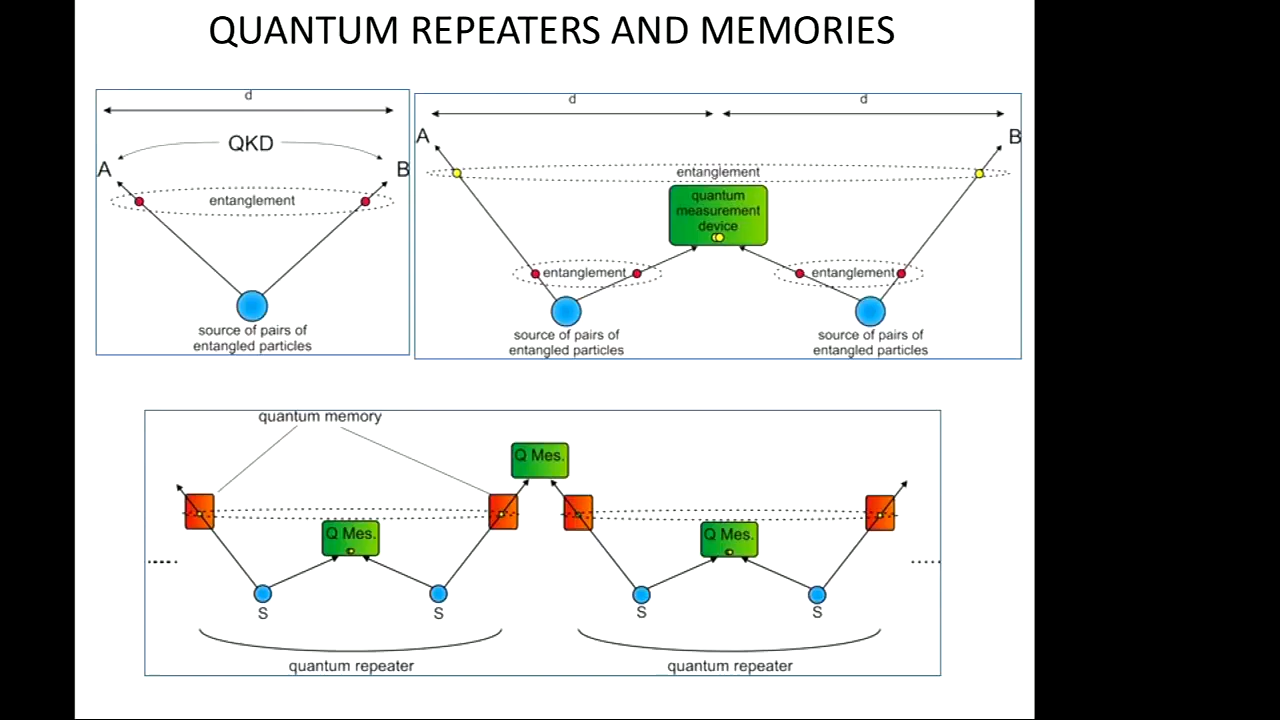 QUANTUM REPEATERS AND MEMORIES
d
QKD
A
B
entanglement
source of pairs of
entangled particles
d
d
A
B
entanglement
quantum
measurement
device
entanglement
entanglement
source of pairs of
entangled particles
source of pairs of
entangled particles
quantum memory
Q Mes.
Q Mes.
Q Mes.
S
S
S
S
quantum repeater
quantum repeater